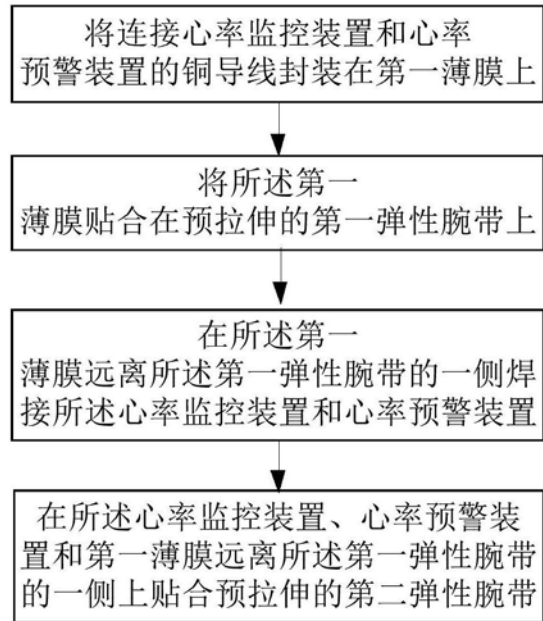 将连接心率监控装置和心率
预警装置的铜导线封装在第一薄膜上
将所述第一
薄膜贴合在预拉伸的第一弹性腕带上
在所述第一
薄膜远离所述第一弹性腕带的一侧焊
接所述心率监控装置和心率预警装置
在所述心率监控装置、心率预警装
置和第一薄膜远离所述第一弹性腕带
的一侧上贴合预拉伸的第二弹性腕带